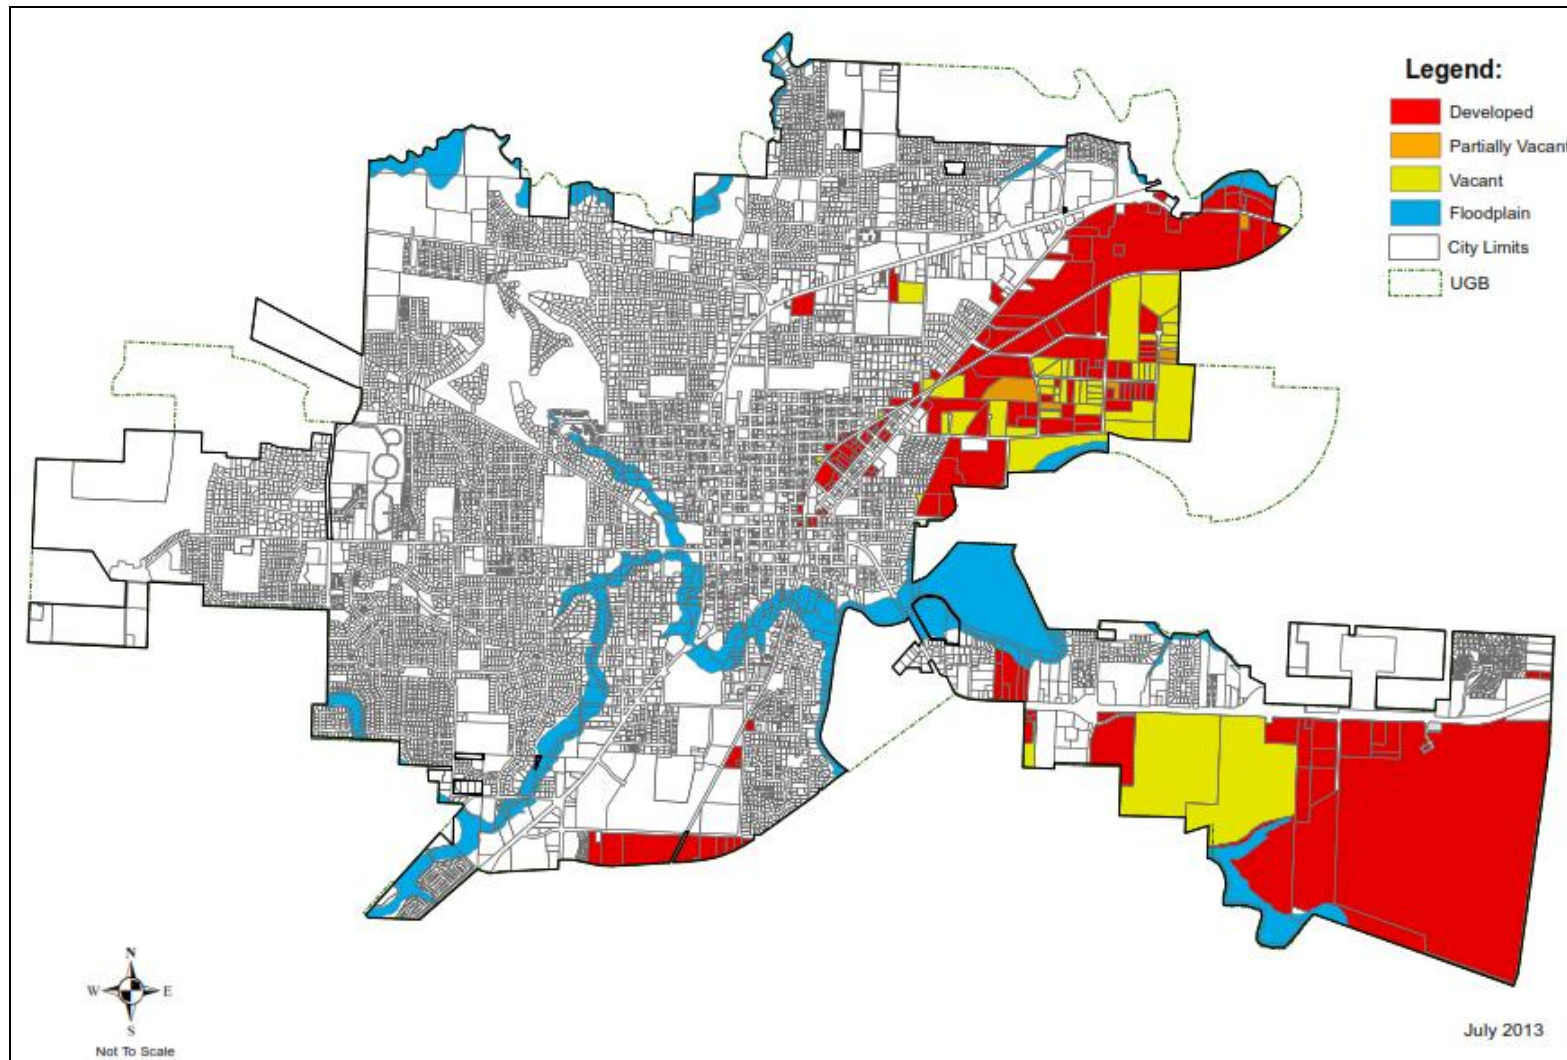 Legend:
Developed
Partially Vacant
Vacant
Floodplain
City Limits
UGB
N
W E
S
Not To Scale
July 2013